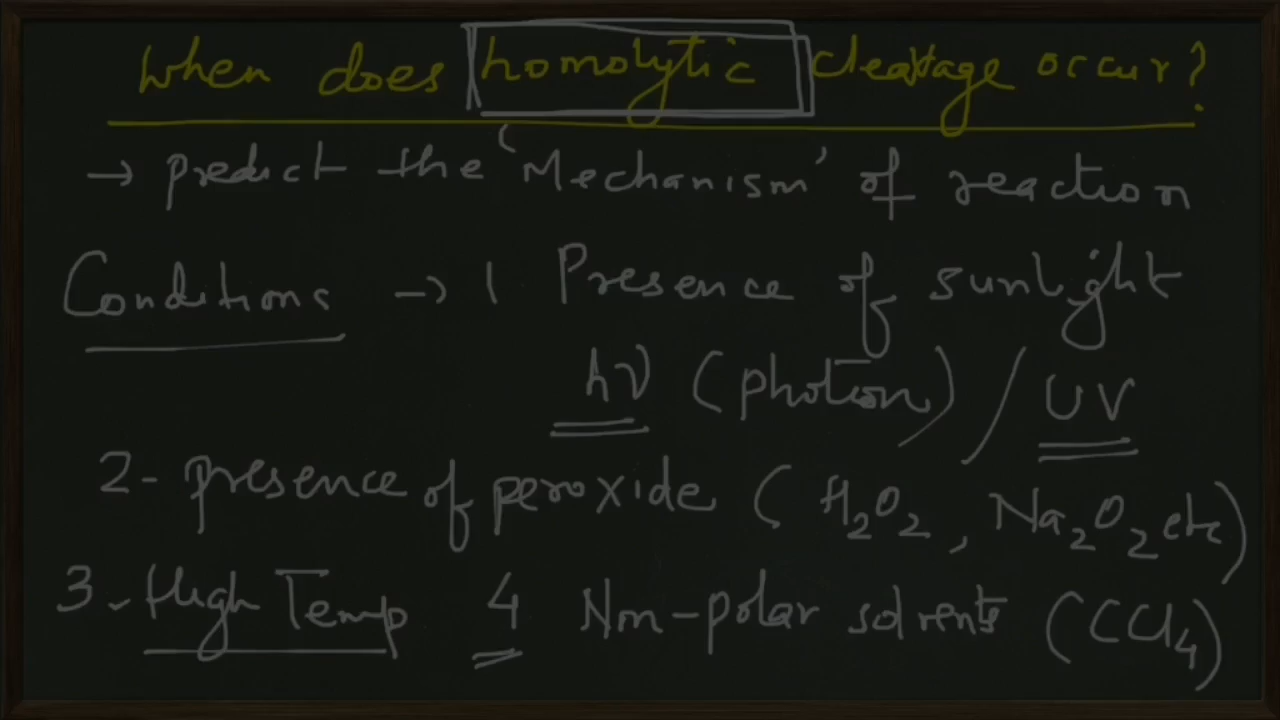 When does homolytic cleavage occur?
→ predict the 'Mechanism' of reaction
Conditions → 1 Presence of sunlight
hν (photon) / UV
2- presence of peroxide ( H₂O₂ , Na₂O₂ etc)
3- High Temp 4 Non-polar solvents (CCl₄)